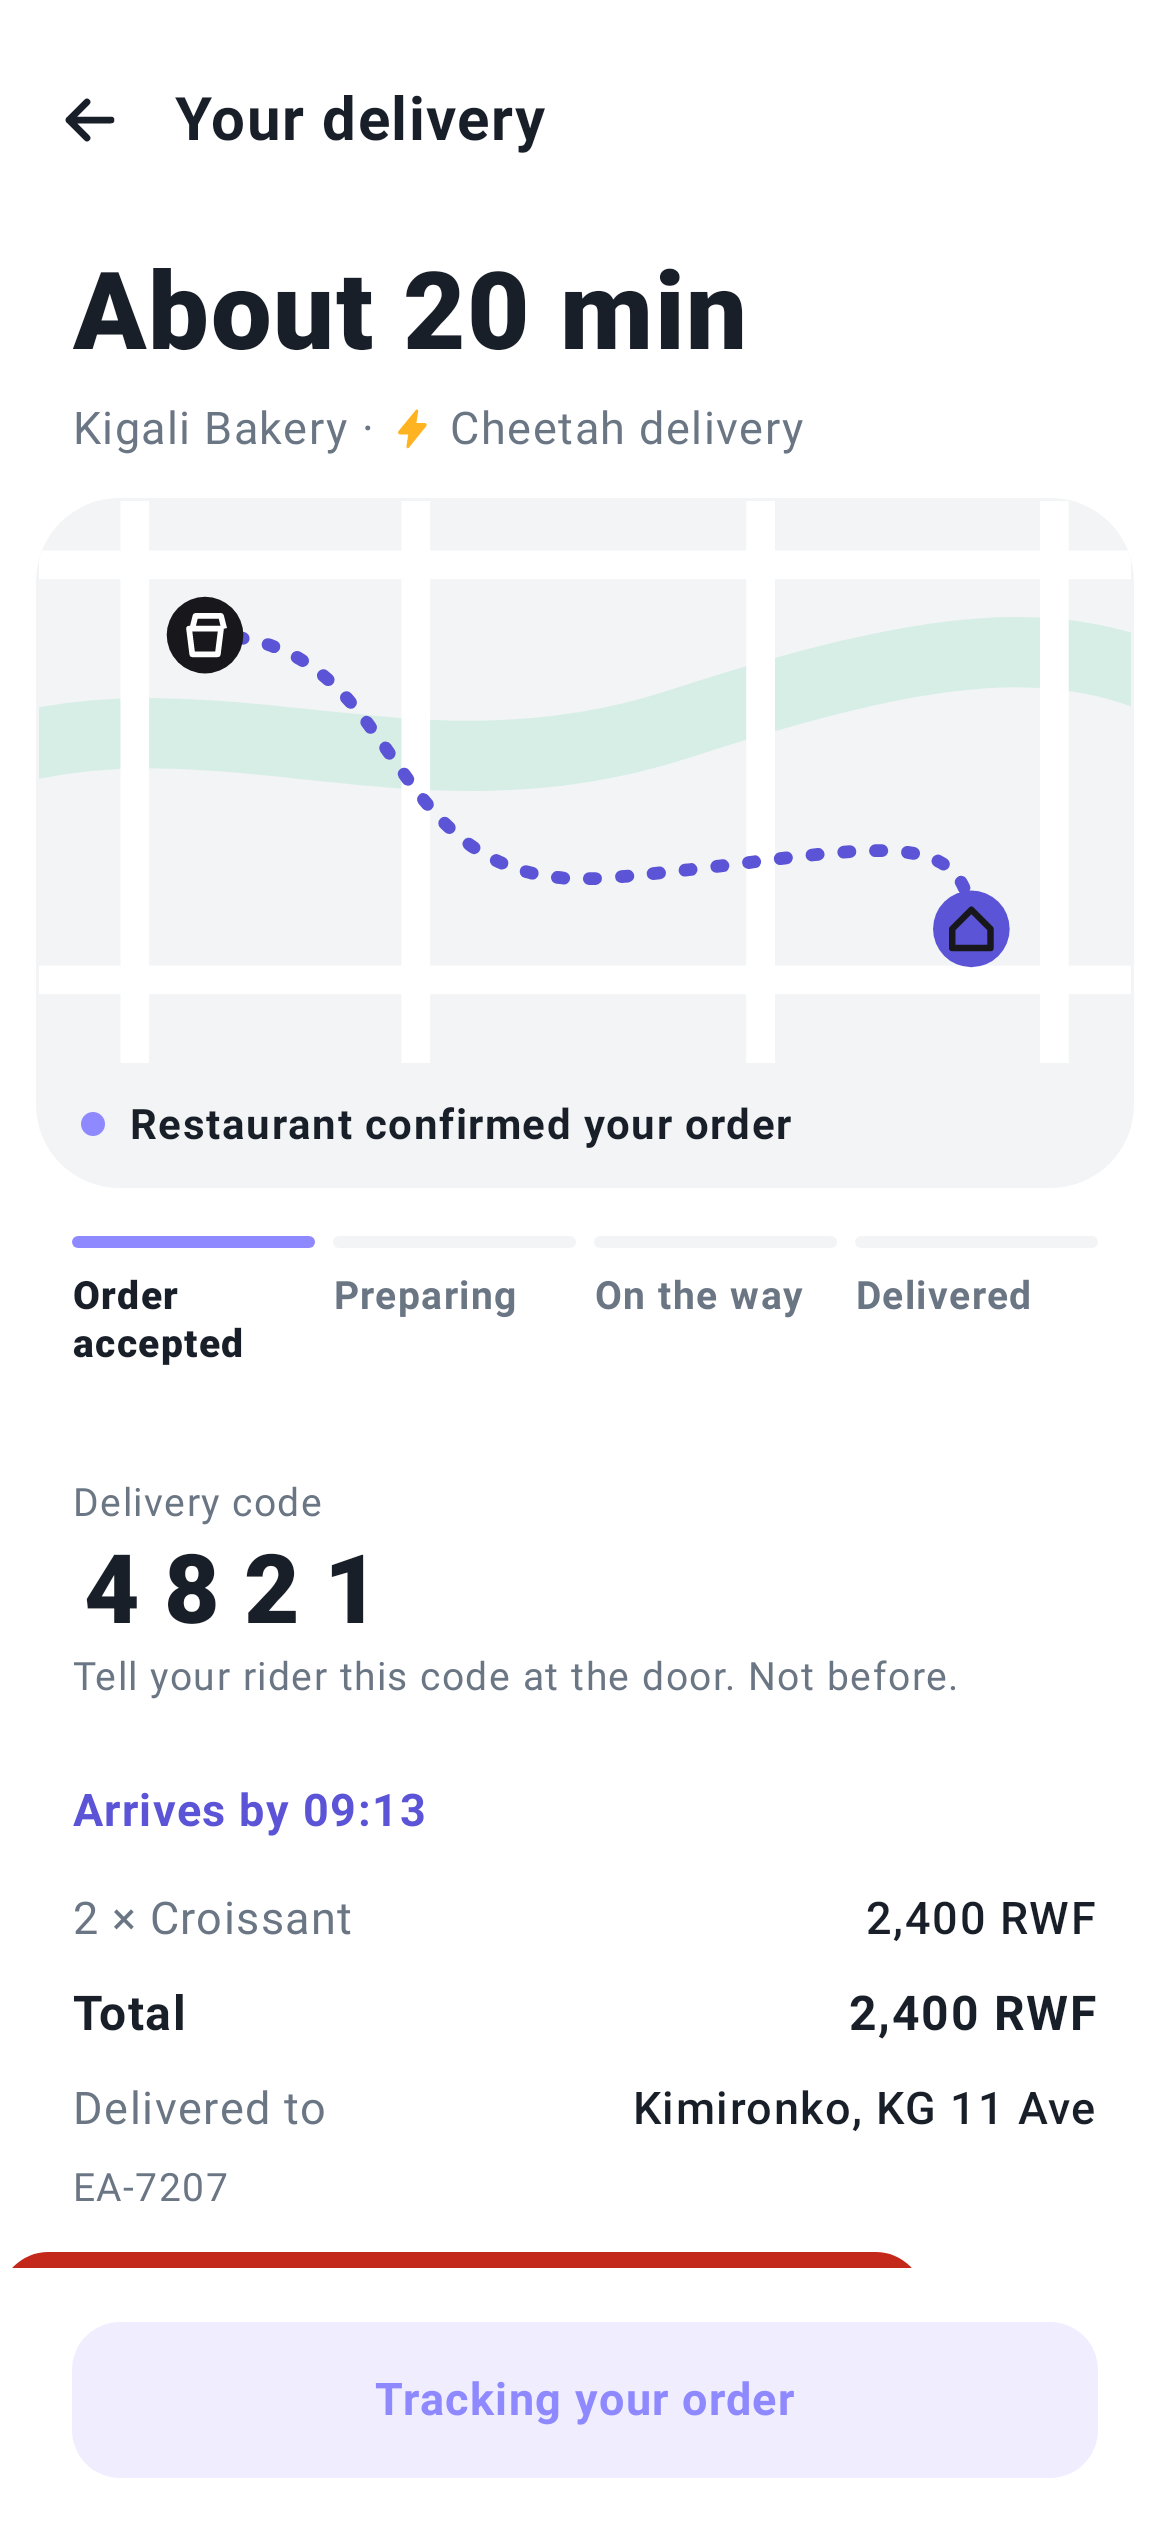 Your delivery
About 20 min
Kigali Bakery · ⚡ Cheetah delivery
Restaurant confirmed your order
Order accepted
Preparing
On the way
Delivered
Delivery code
4 8 2 1
Tell your rider this code at the door. Not before.
Arrives by 09:13
2 × Croissant 2,400 RWF
Total 2,400 RWF
Delivered to Kimironko, KG 11 Ave
EA-7207
Tracking your order